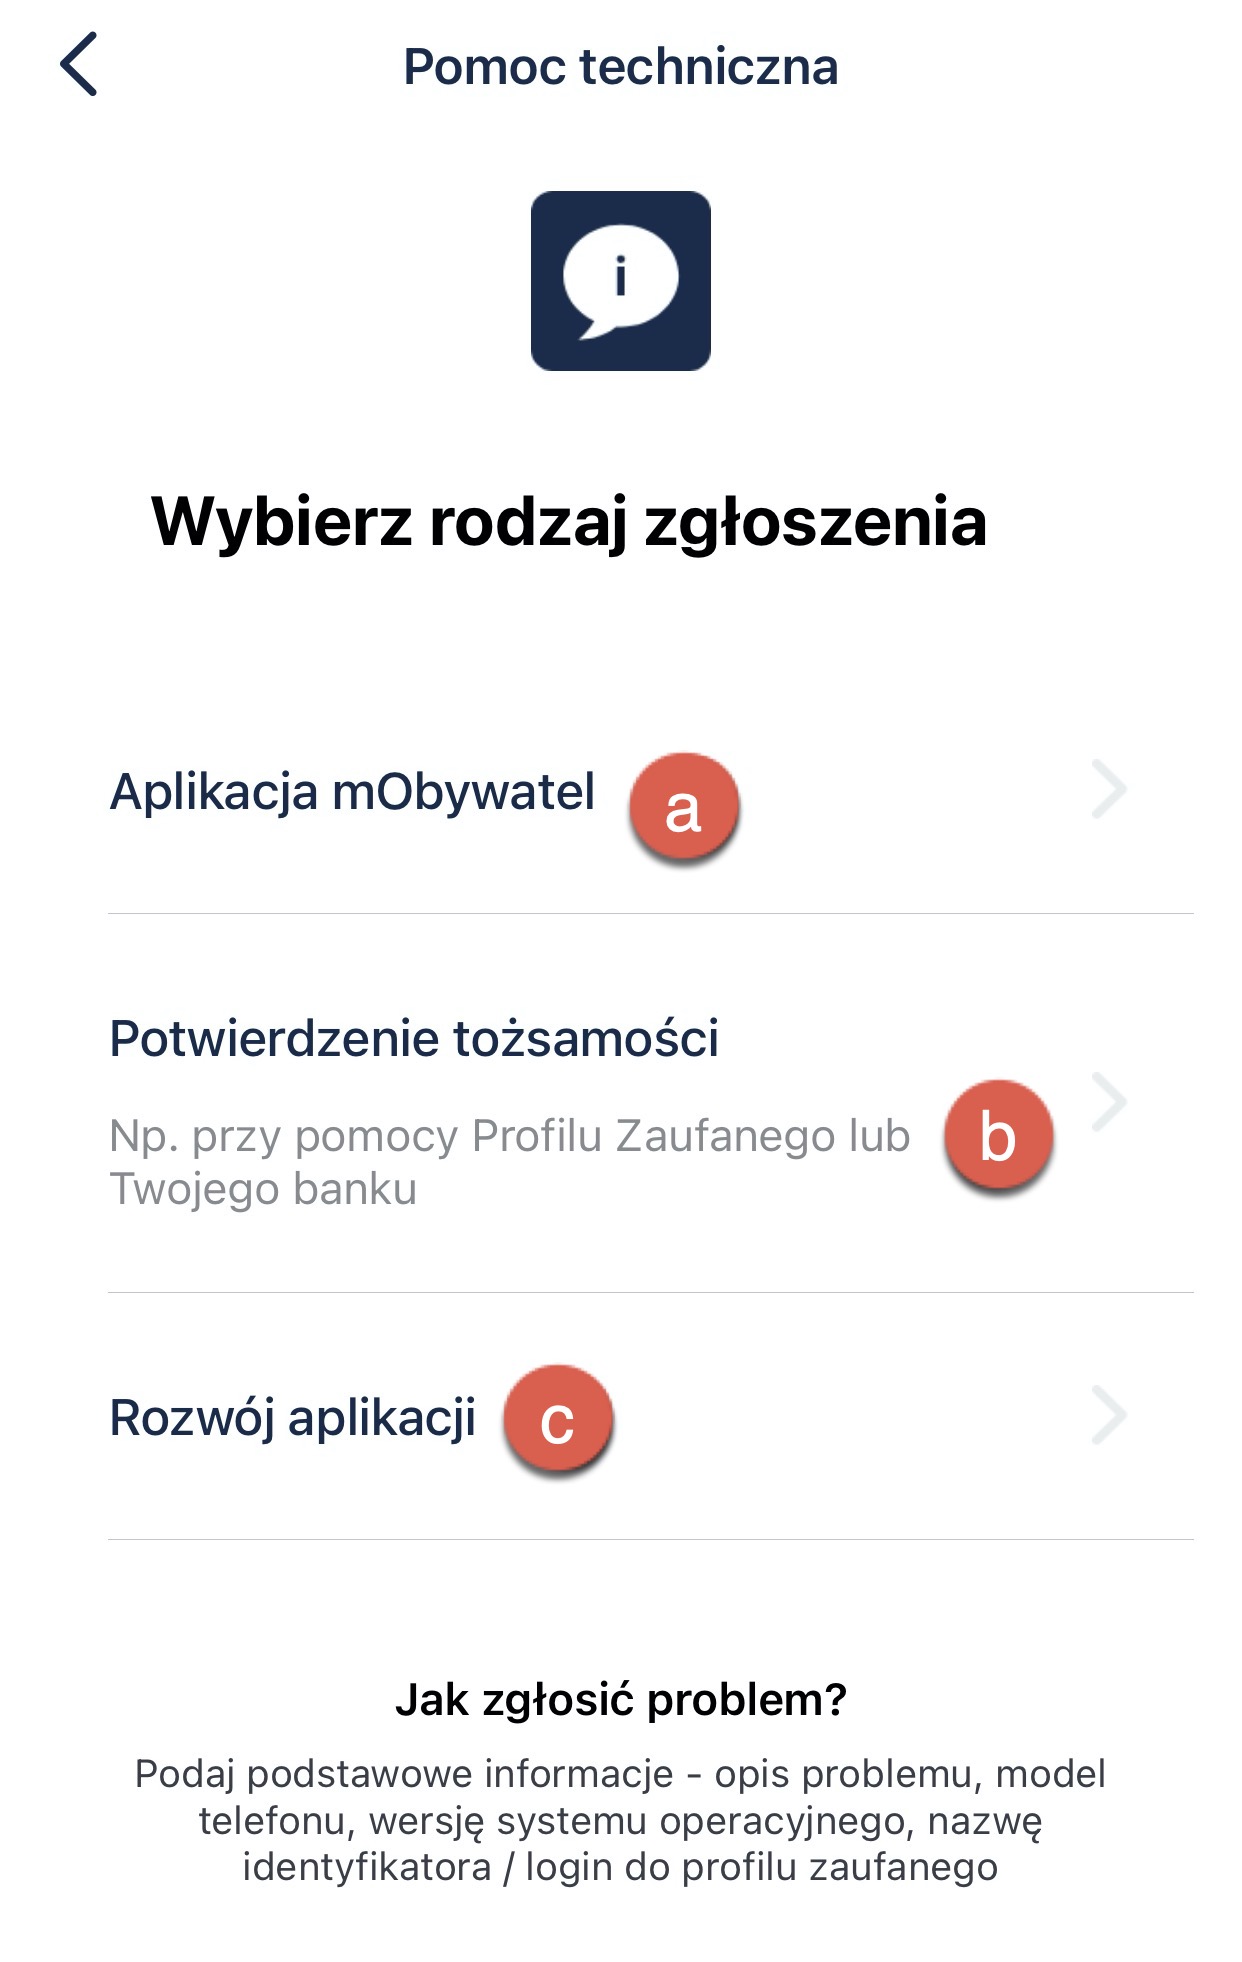 Pomoc techniczna
i
Wybierz rodzaj zgłoszenia
Aplikacja mObywatel
a
Potwierdzenie tożsamości
Np. przy pomocy Profilu Zaufanego lub
Twojego banku
b
Rozwój aplikacji
c
Jak zgłosić problem?
Podaj podstawowe informacje - opis problemu, model
telefonu, wersję systemu operacyjnego, nazwę
identyfikatora / login do profilu zaufanego